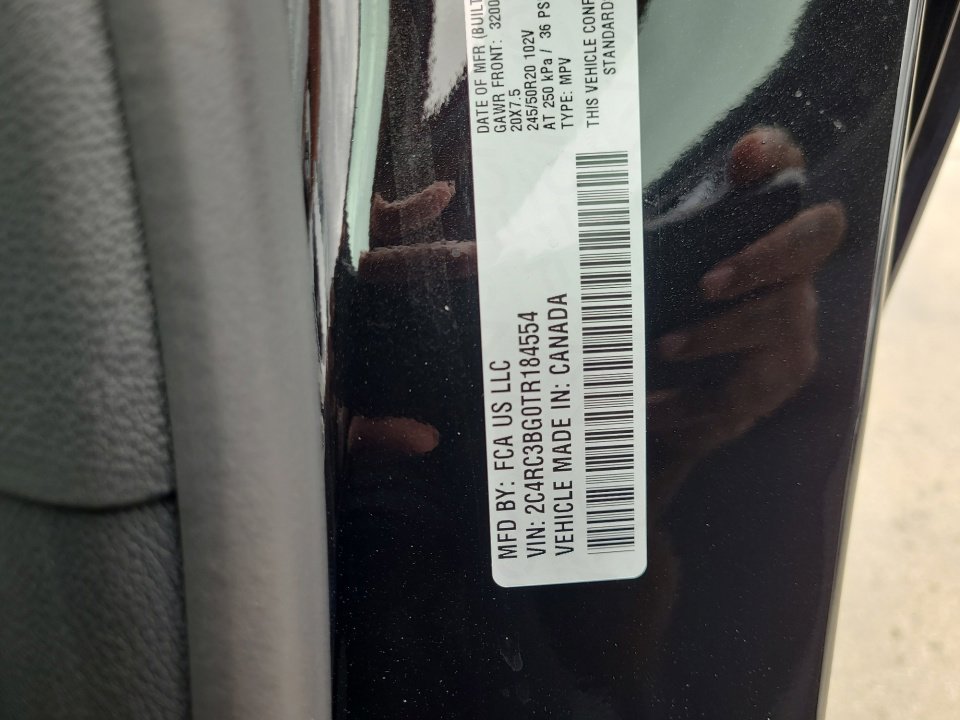 MFD BY: FCA US LLC
VIN: 2C4RC3BG0TR184554
VEHICLE MADE IN: CANADA
DATE OF MFR (BUILT
GAWR FRONT: 3200
20X7.5
245/50R20 102V
AT 250 kPa / 36 PS
TYPE: MPV
THIS VEHICLE CONF
STANDARD